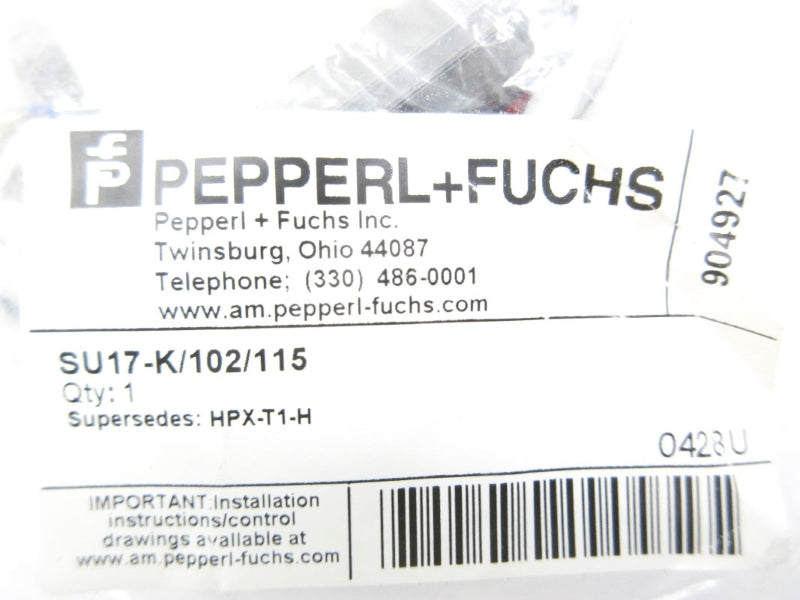 fP PEPPERL+FUCHS
Pepperl + Fuchs Inc.
Twinsburg, Ohio 44087
Telephone; (330) 486-0001
www.am.pepperl-fuchs.com
904927
SU17-K/102/115
Qty: 1
Supersedes: HPX-T1-H
0428U
IMPORTANT:Installation
instructions/control
drawings available at
www.am.pepperl-fuchs.com